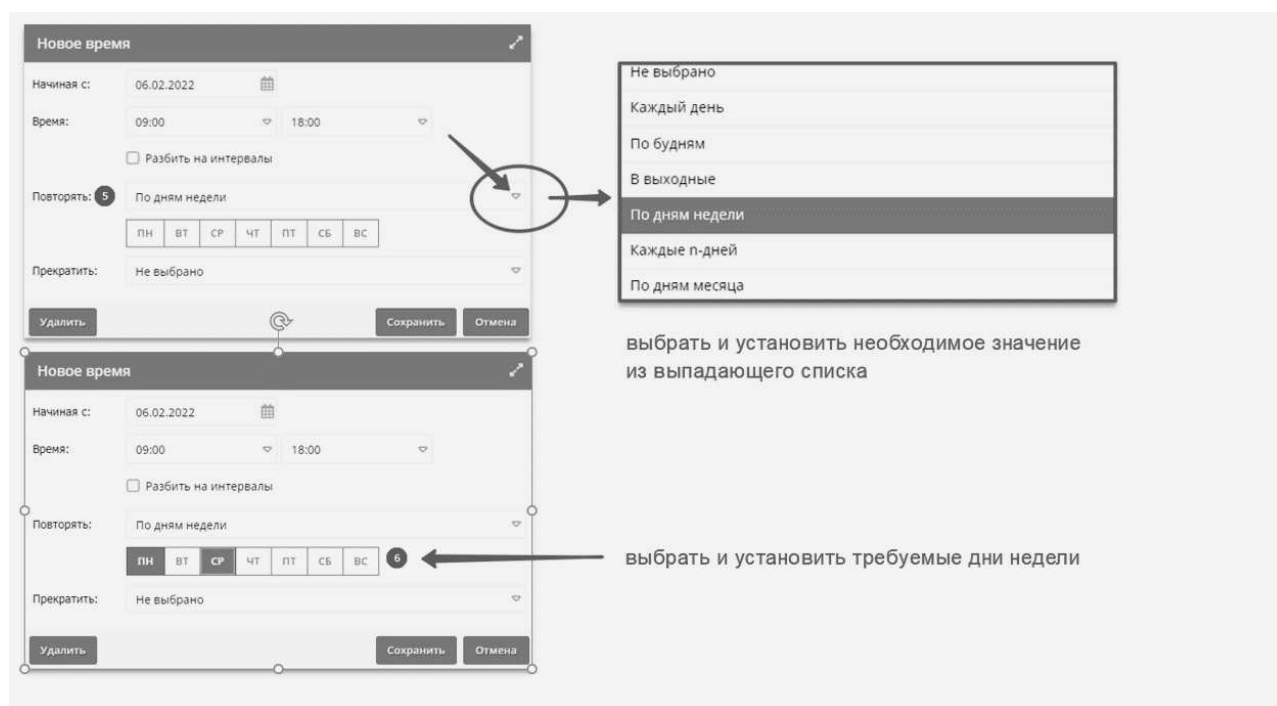 Новое время
Начиная с: 06.02.2022
Время: 09:00 18:00
Разбить на интервалы
Повторять: 5 По дням недели
ПН ВТ СР ЧТ ПТ СБ ВС
Прекратить: Не выбрано
Удалить Сохранить Отмена
Не выбрано
Каждый день
По будням
В выходные
По дням недели
Каждые n-дней
По дням месяца
выбрать и установить необходимое значение
из выпадающего списка
Новое время
Начиная с: 06.02.2022
Время: 09:00 18:00
Разбить на интервалы
Повторять: По дням недели
ПН ВТ СР ЧТ ПТ СБ ВС 6
выбрать и установить требуемые дни недели
Прекратить: Не выбрано
Удалить Сохранить Отмена